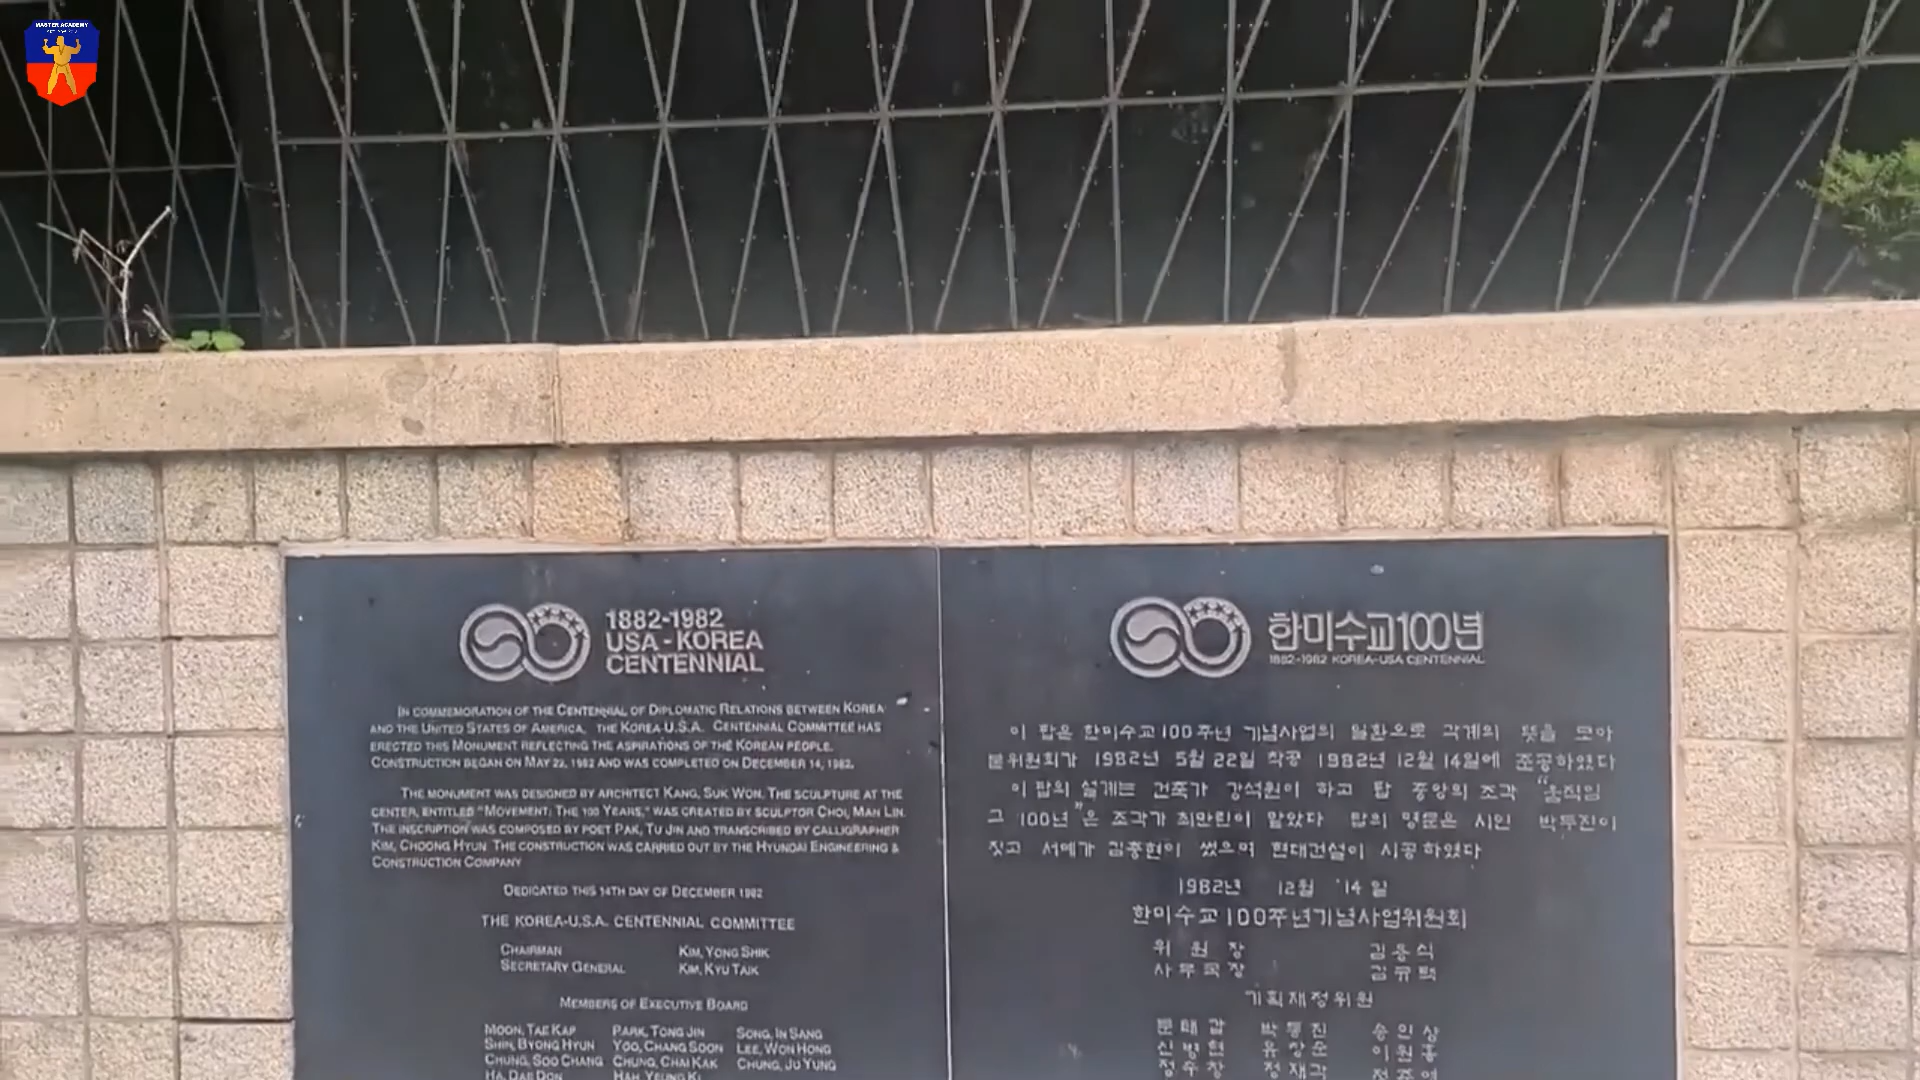 MASTER ACADEMY
1882-1982
USA - KOREA
CENTENNIAL
IN COMMEMORATION OF THE CENTENNIAL OF DIPLOMATIC RELATIONS BETWEEN KOREA
AND THE UNITED STATES OF AMERICA, THE KOREA U.S.A. CENTENNIAL COMMITTEE HAS
ERECTED THIS MONUMENT REFLECTING THE ASPIRATIONS OF THE KOREAN PEOPLE.
CONSTRUCTION BEGAN ON MAY 22, 1982 AND WAS COMPLETED ON DECEMBER 14, 1982.
THE MONUMENT WAS DESIGNED BY ARCHITECT KANG, SUK WON. THE SCULPTURE AT THE
CENTER, ENTITLED "MOVEMENT: THE 100 YEARS," WAS CREATED BY SCULPTOR CHOI, MAN LIN.
THE INSCRIPTION WAS COMPOSED BY POET PAK, TU JIN AND TRANSCRIBED BY CALLIGRAPHER
KIM, CHOONG HYUN THE CONSTRUCTION WAS CARRIED OUT BY THE HYUNDAI ENGINEERING &
CONSTRUCTION COMPANY
DEDICATED THIS 14TH DAY OF DECEMBER 1982
THE KOREA-U.S.A. CENTENNIAL COMMITTEE
CHAIRMAN KIM, YONG SHIK
SECRETARY GENERAL KIM, KYU TAIK
MEMBERS OF EXECUTIVE BOARD
MOON, TAE KAP PARK, TONG JIN SONG, IN SANG
SHIN, BYONG HYUN YOO, CHANG SOON LEE, WON HONG
CHUNG, SOO CHANG CHUNG, CHAI KAK CHUNG, JU YUNG
HA, DAE DON HAH, YEUNG KI
한미수교100년
1882-1982 KOREA-USA CENTENNIAL
이 탑은 한미수교100주년 기념사업의 일환으로 각계의 뜻을 모아
본위원회가 1982년 5월 22일 착공 1982년 12월 14일에 준공하였다
이 탑의 설계는 건축가 강석원이 하고 탑 중앙의 조각 "움직임
그 100년"은 조각가 최만린이 맡았다 탑의 명문은 시인 박두진이
짓고 서예가 김충현이 썼으며 현대건설이 시공하였다
1982년 12월 14일
한미수교100주년기념사업위원회
위 원 장 김용식
사무국장 김규택
기획재정위원
문태갑 박동진 송인상
신병현 유창순 이원홍
정수창 정재각 정주영